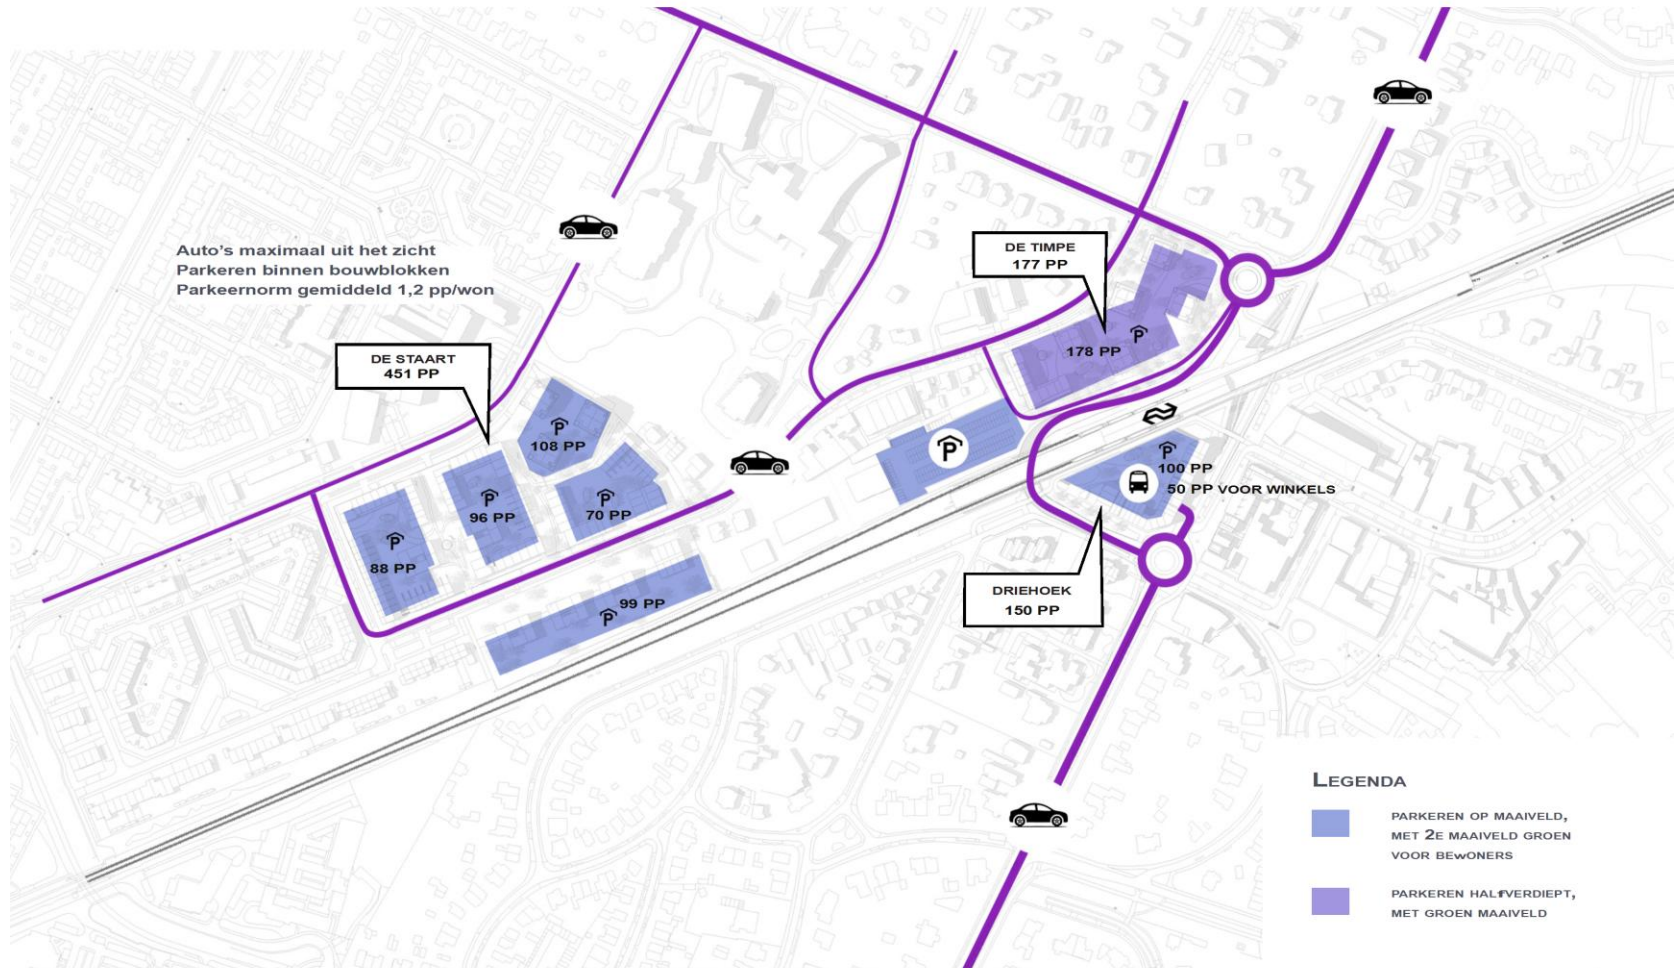 Auto's maximaal uit het zicht
Parkeren binnen bouwblokken
Parkeernorm gemiddeld 1,2 pp/won
DE TIMPE
177 PP
P
178 PP
DE STAART
451 PP
P
108 PP
P
96 PP
P
70 PP
P
88 PP
P
99 PP
P
P
100 PP
50 PP VOOR WINKELS
DRIEHOEK
150 PP
LEGENDA
PARKEREN OP MAAIVELD,
MET 2E MAAIVELD GROEN
VOOR BEWONERS
PARKEREN HALFVERDIEPT,
MET GROEN MAAIVELD